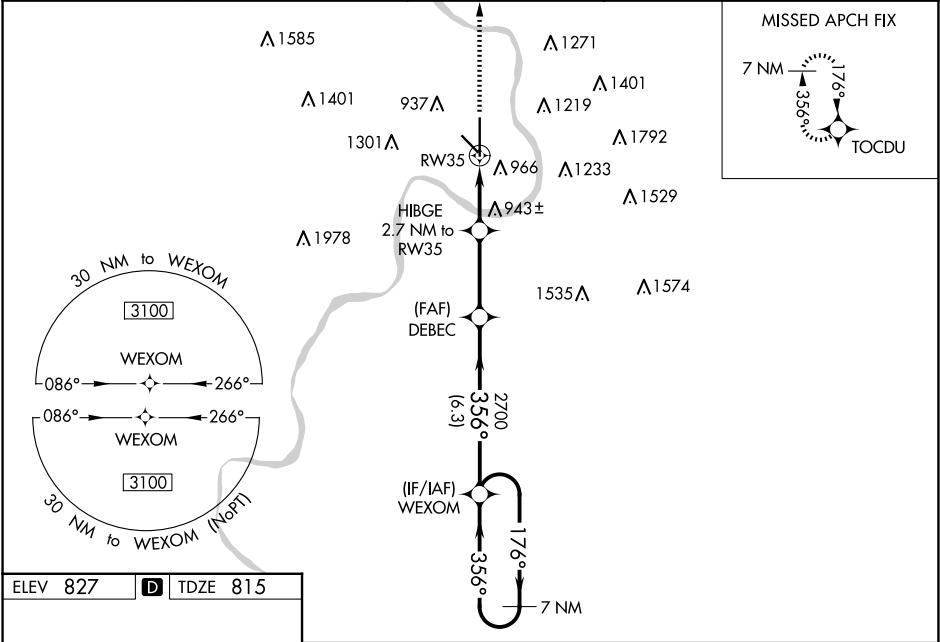 1585
1271
1401
1401
937
1219
1301
1792
RW35
966
1233
1529
HIBGE
2.7 NM to
RW35
943±
1978
1535
1574
(FAF)
DEBEC
2700
356°
(6.3)
(IF/IAF)
WEXOM
176°
356°
7 NM
MISSED APCH FIX
7 NM
176°
356°
TOCDU
30 NM to WEXOM
3100
WEXOM
086°
266°
086°
266°
WEXOM
3100
30 NM to WEXOM (NoPT)
ELEV 827 D TDZE 815